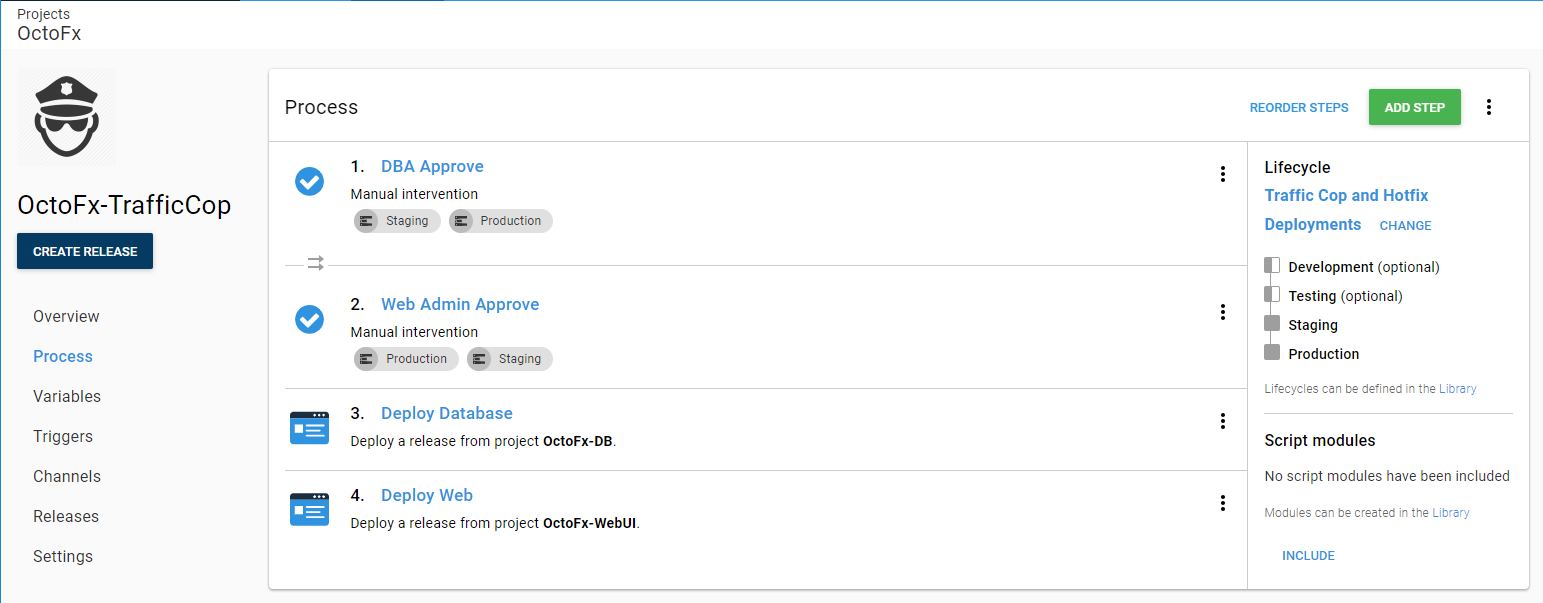 Projects
OctoFx
OctoFx-TrafficCop
CREATE RELEASE
Overview
Process
Variables
Triggers
Channels
Releases
Settings
Process
REORDER STEPS
ADD STEP
1. DBA Approve
Manual intervention
Staging Production
2. Web Admin Approve
Manual intervention
Production Staging
3. Deploy Database
Deploy a release from project OctoFx-DB.
4. Deploy Web
Deploy a release from project OctoFx-WebUI.
Lifecycle
Traffic Cop and Hotfix
Deployments CHANGE
Development (optional)
Testing (optional)
Staging
Production
Lifecycles can be defined in the Library
Script modules
No script modules have been included
Modules can be created in the Library
INCLUDE